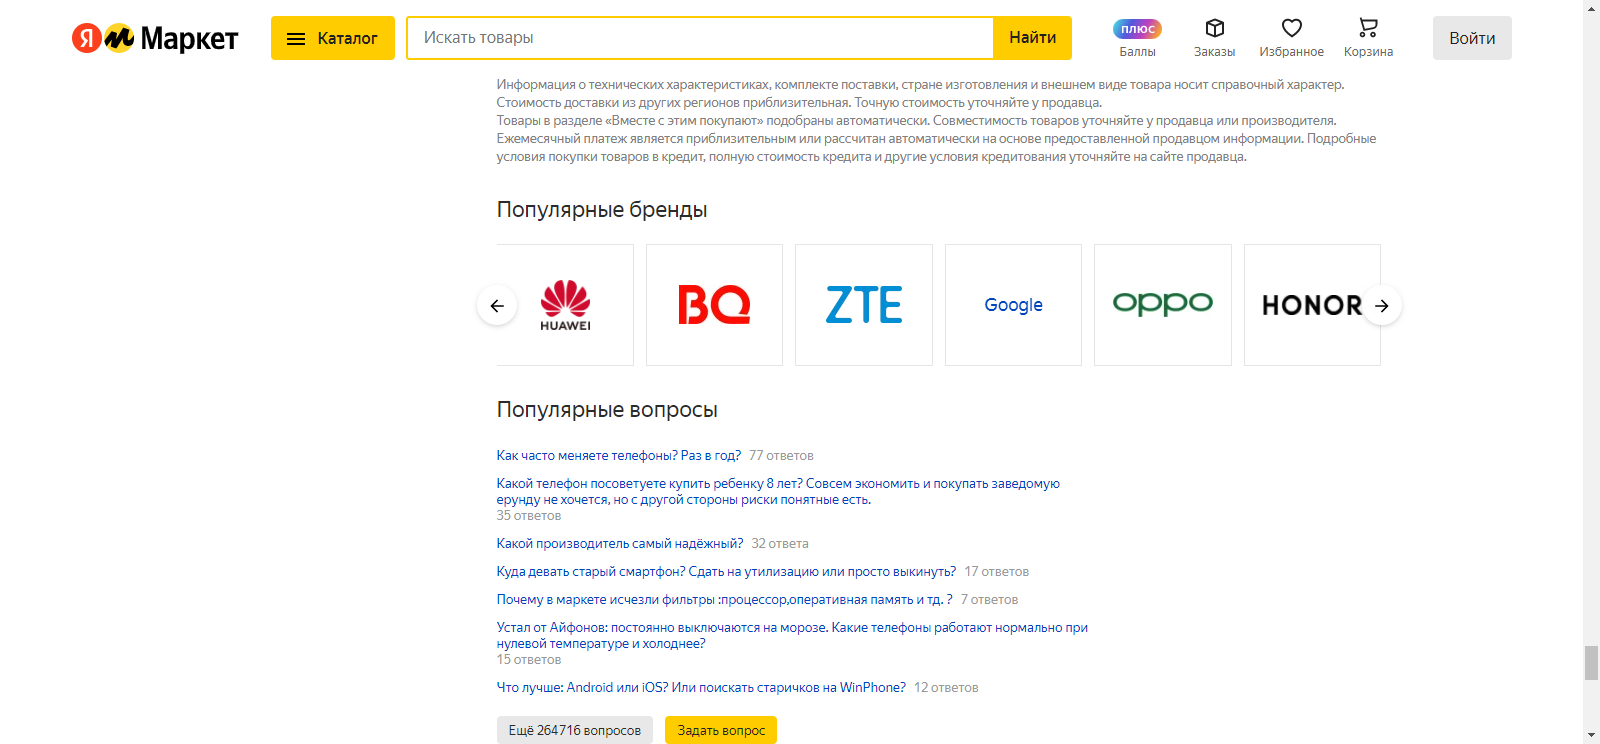 Я М Маркет
Каталог
Искать товары
Найти
плюс
Баллы
Заказы
Избранное
Корзина
Войти
Информация о технических характеристиках, комплекте поставки, стране изготовления и внешнем виде товара носит справочный характер.
Стоимость доставки из других регионов приблизительная. Точную стоимость уточняйте у продавца.
Товары в разделе «Вместе с этим покупают» подобраны автоматически. Совместимость товаров уточняйте у продавца или производителя.
Ежемесячный платеж является приблизительным или рассчитан автоматически на основе предоставленной продавцом информации. Подробные
условия покупки товаров в кредит, полную стоимость кредита и другие условия кредитования уточняйте на сайте продавца.
Популярные бренды
HUAWEI
BQ
ZTE
Google
oppo
HONOR
Популярные вопросы
Как часто меняете телефоны? Раз в год? 77 ответов
Какой телефон посоветуете купить ребенку 8 лет? Совсем экономить и покупать заведомую
ерунду не хочется, но с другой стороны риски понятные есть.
35 ответов
Какой производитель самый надёжный? 32 ответа
Куда девать старый смартфон? Сдать на утилизацию или просто выкинуть? 17 ответов
Почему в маркете исчезли фильтры :процессор,оперативная память и тд. ? 7 ответов
Устал от Айфонов: постоянно выключаются на морозе. Какие телефоны работают нормально при
нулевой температуре и холоднее?
15 ответов
Что лучше: Android или iOS? Или поискать старичков на WinPhone? 12 ответов
Ещё 264716 вопросов
Задать вопрос